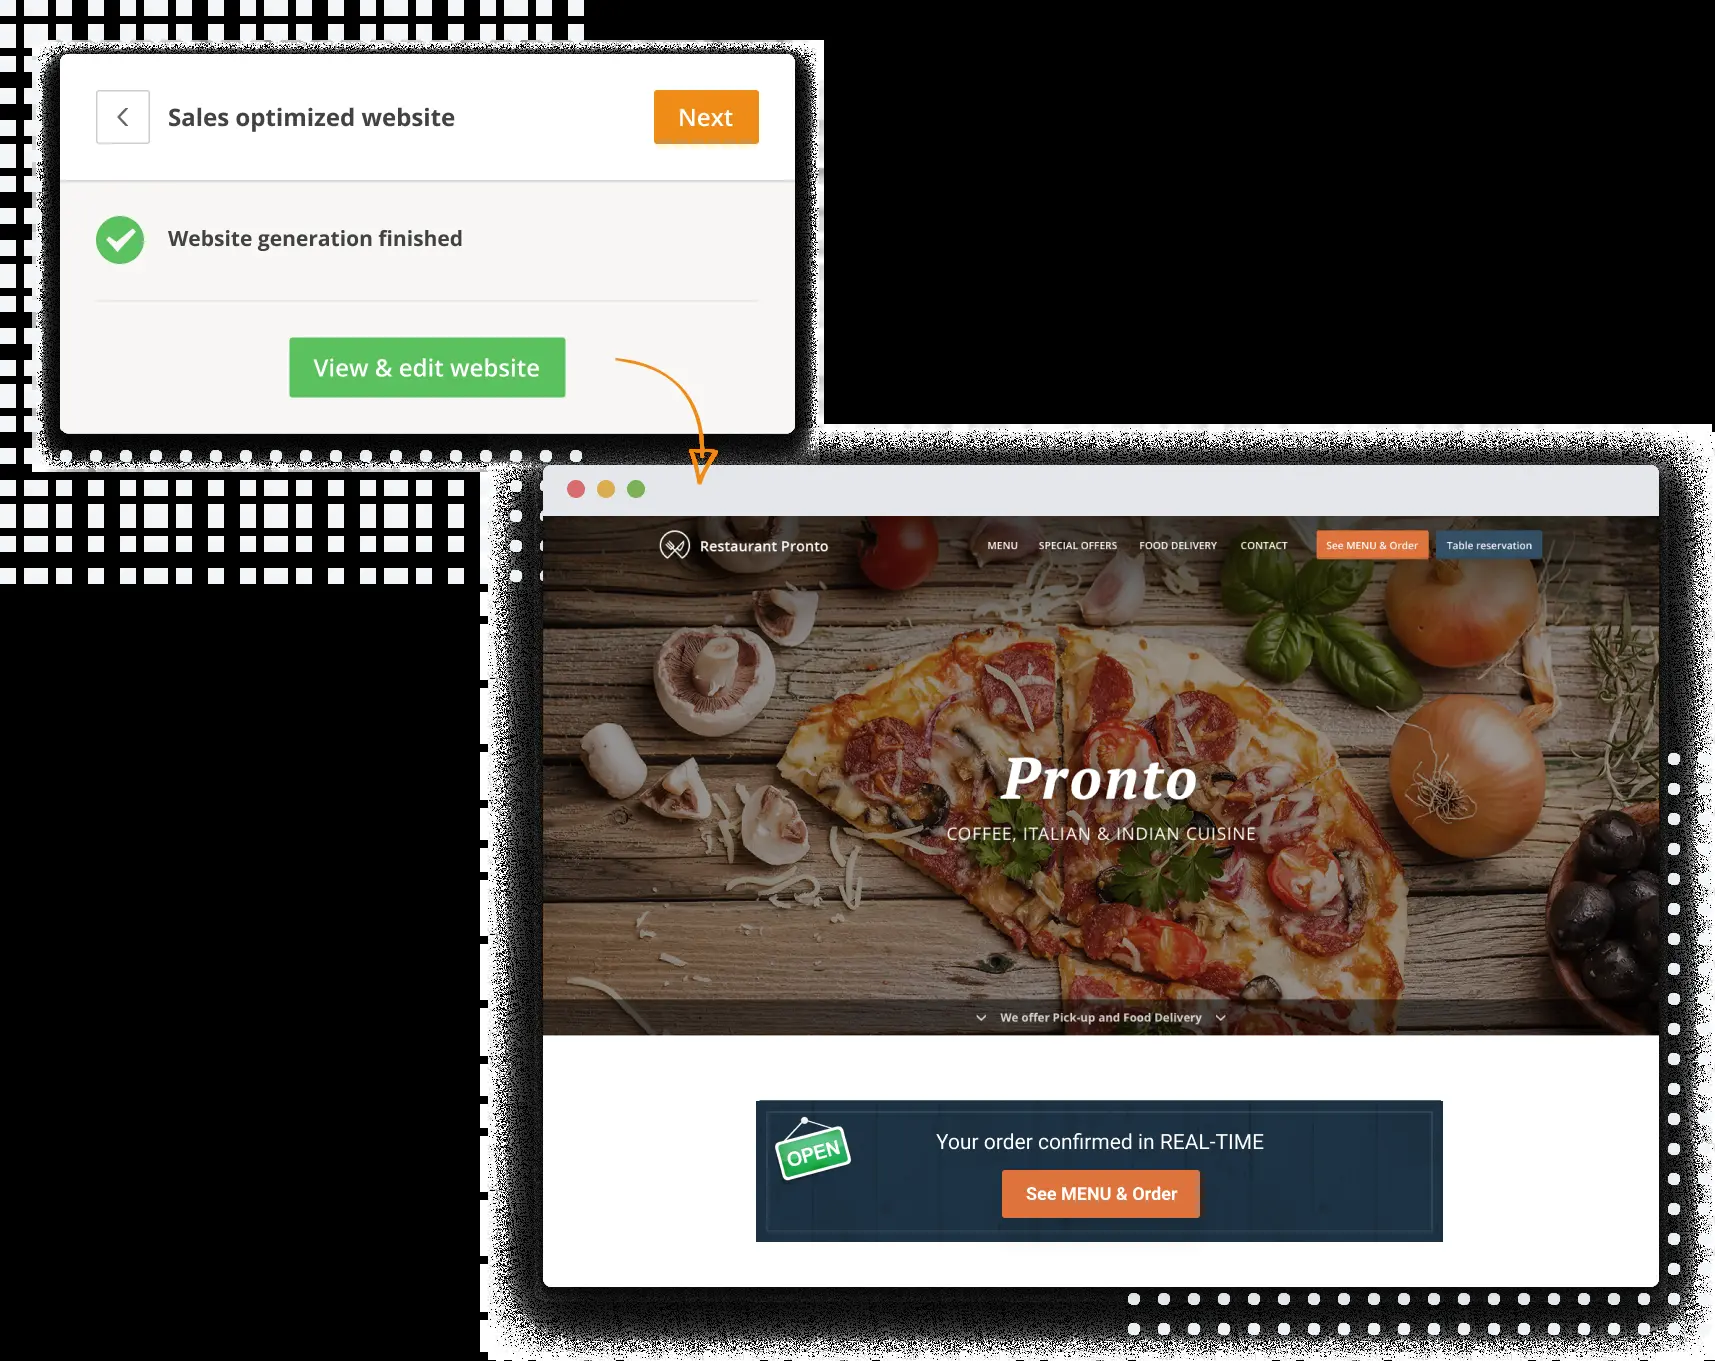 Sales optimized website
Next
Website generation finished
View & edit website
Restaurant Pronto
MENU
SPECIAL OFFERS
FOOD DELIVERY
CONTACT
See MENU & Order
Table reservation
Pronto
COFFEE, ITALIAN & INDIAN CUISINE
We offer Pick-up and Food Delivery
OPEN
Your order confirmed in REAL-TIME
See MENU & Order